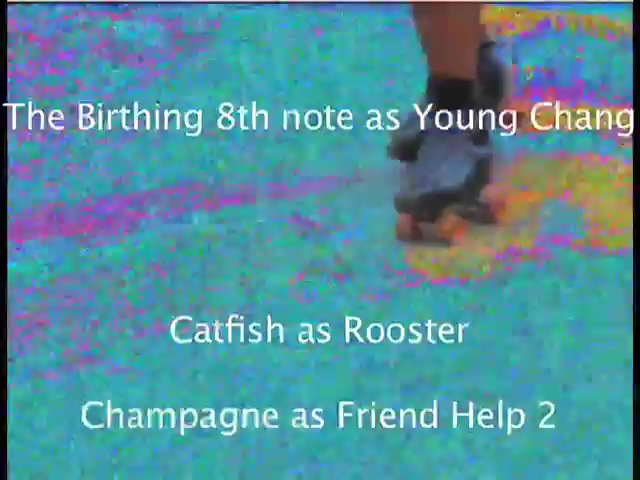 The Birthing 8th note as Young Chang
Catfish as Rooster
Champagne as Friend Help 2